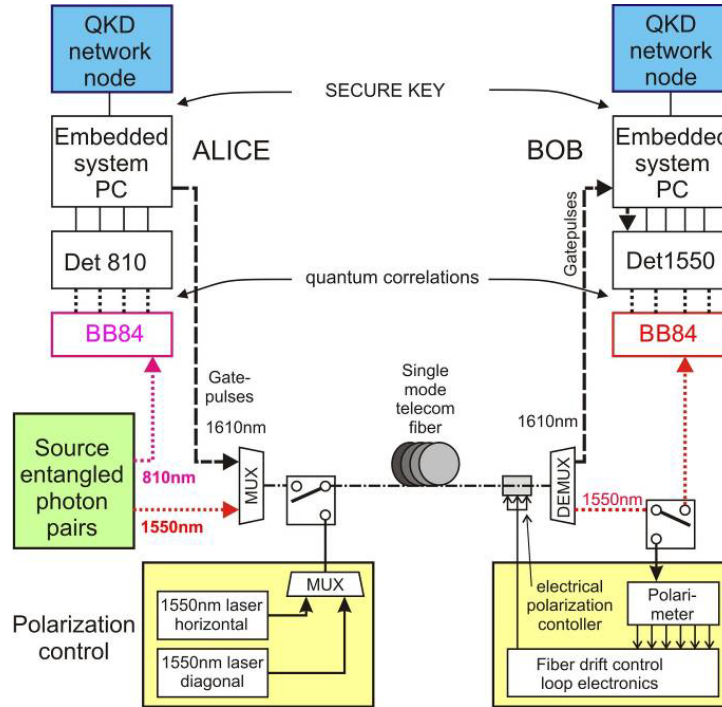 QKD
network
node
QKD
network
node
SECURE KEY
Embedded
system
PC
ALICE
BOB
Embedded
system
PC
Gatepulses
Det 810
quantum correlations
Det1550
BB84
BB84
Gate-
pulses
1610nm
Single
mode
telecom
fiber
1610nm
Source
entangled
photon
pairs
810nm
1550nm
MUX
DEMUX
1550nm
MUX
electrical
polarization
contoller
Polarization
control
1550nm laser
horizontal
1550nm laser
diagonal
Polari-
meter
Fiber drift control
loop electronics